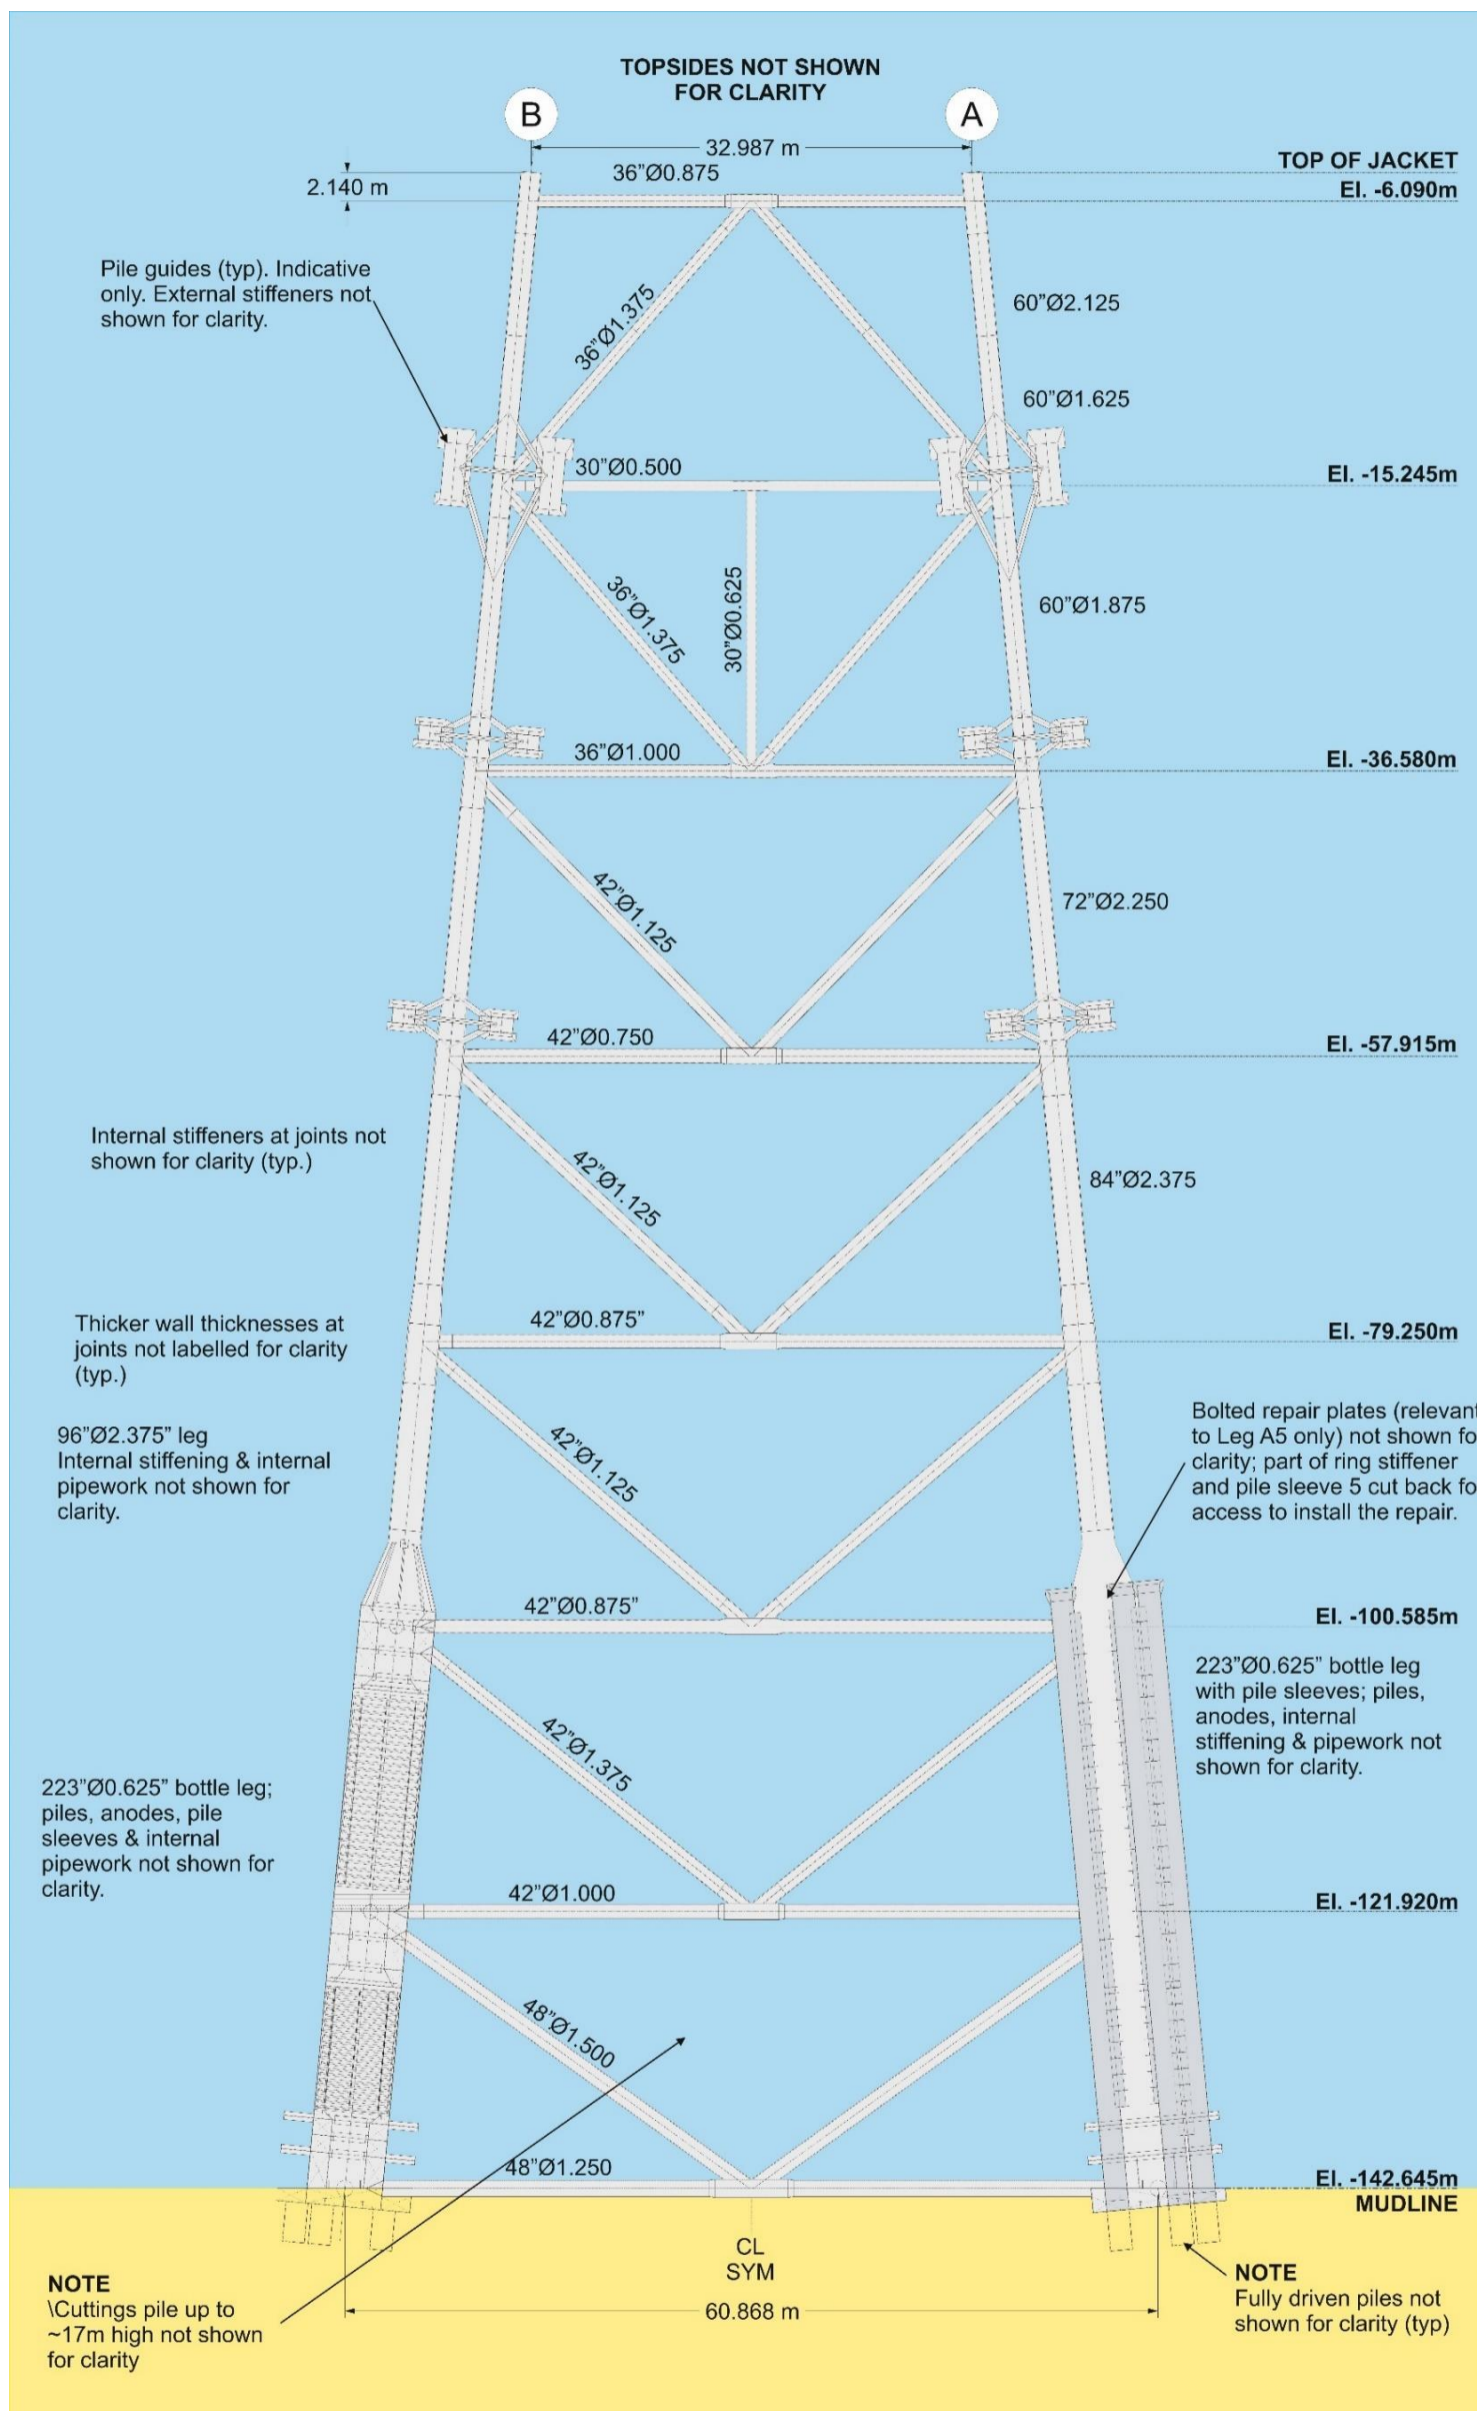 TOPSIDES NOT SHOWN
FOR CLARITY
B
A
32.987 m
36”Ø0.875
TOP OF JACKET
2.140 m
El. -6.090m
Pile guides (typ). Indicative
only. External stiffeners not
shown for clarity.
36”Ø1.375
60”Ø2.125
60”Ø1.625
30”Ø0.500
El. -15.245m
36”Ø1.375
30”Ø0.625
60”Ø1.875
36”Ø1.000
El. -36.580m
42”Ø1.125
72”Ø2.250
42”Ø0.750
El. -57.915m
Internal stiffeners at joints not
shown for clarity (typ.)
42”Ø1.125
84”Ø2.375
Thicker wall thicknesses at
joints not labelled for clarity
(typ.)
42”Ø0.875”
El. -79.250m
96”Ø2.375” leg
Internal stiffening & internal
pipework not shown for
clarity.
42”Ø1.125
Bolted repair plates (relevant
to Leg A5 only) not shown fo
clarity; part of ring stiffener
and pile sleeve 5 cut back fo
access to install the repair.
42”Ø0.875”
El. -100.585m
42”Ø1.375
223”Ø0.625” bottle leg
with pile sleeves; piles,
anodes, internal
stiffening & pipework not
shown for clarity.
223”Ø0.625” bottle leg;
piles, anodes, pile
sleeves & internal
pipework not shown for
clarity.
42”Ø1.000
El. -121.920m
48”Ø1.500
48”Ø1.250
El. -142.645m
MUDLINE
CL
SYM
NOTE
\Cuttings pile up to
~17m high not shown
for clarity
60.868 m
NOTE
Fully driven piles not
shown for clarity (typ)